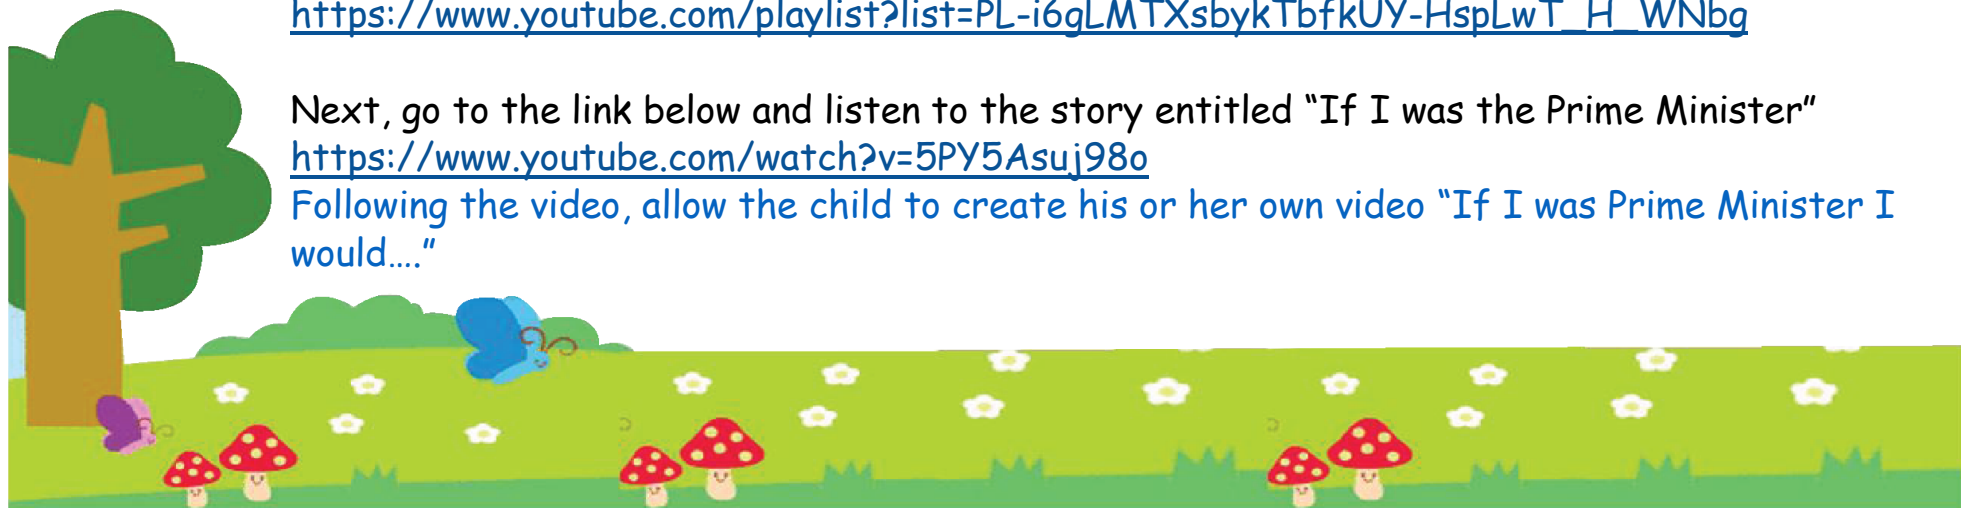 https://www.youtube.com/playlist?list=PL-i6gLMTXsbykTbfkUY-HspLwT_H_WNbg
Next, go to the link below and listen to the story entitled “If I was the Prime Minister”
https://www.youtube.com/watch?v=5PY5Asuj98o
Following the video, allow the child to create his or her own video “If I was Prime Minister I
would….”